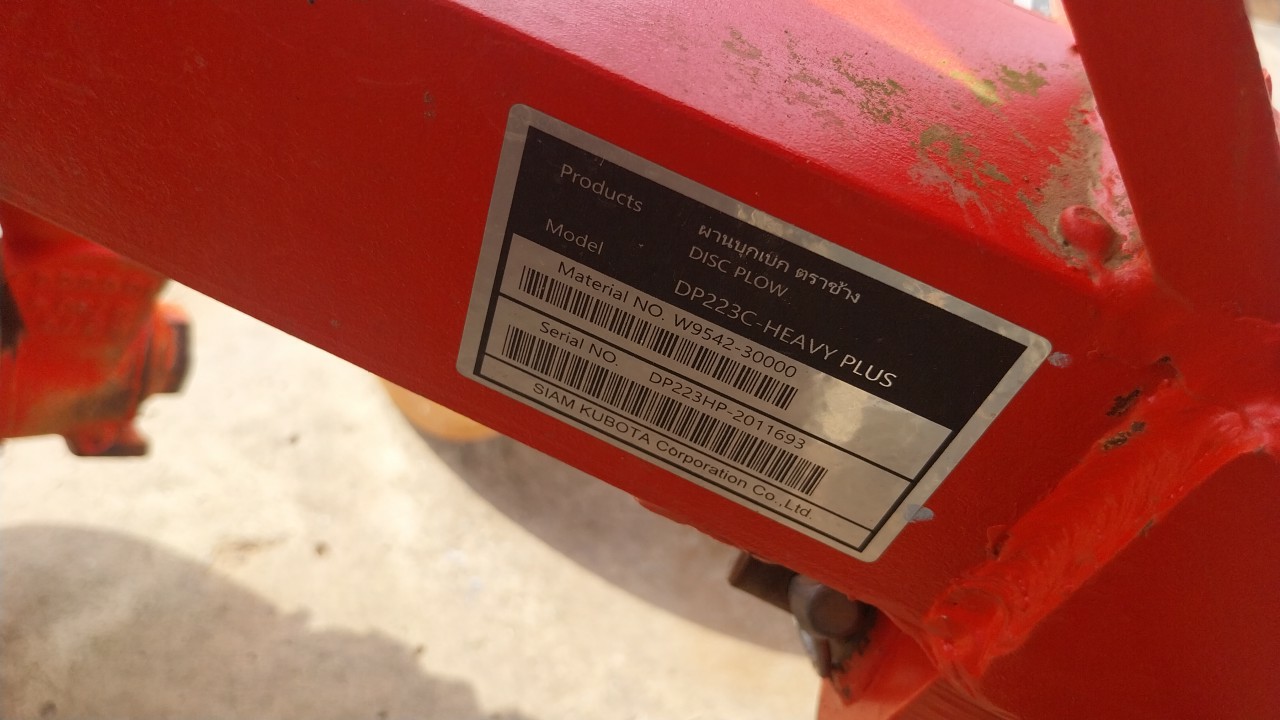 Products ผานบุกเบิก ตราช้าง
DISC PLOW
Model DP223C-HEAVY PLUS
Material NO. W9542-30000
Serial NO. DP223HP-2011693
SIAM KUBOTA Corporation Co.,Ltd.